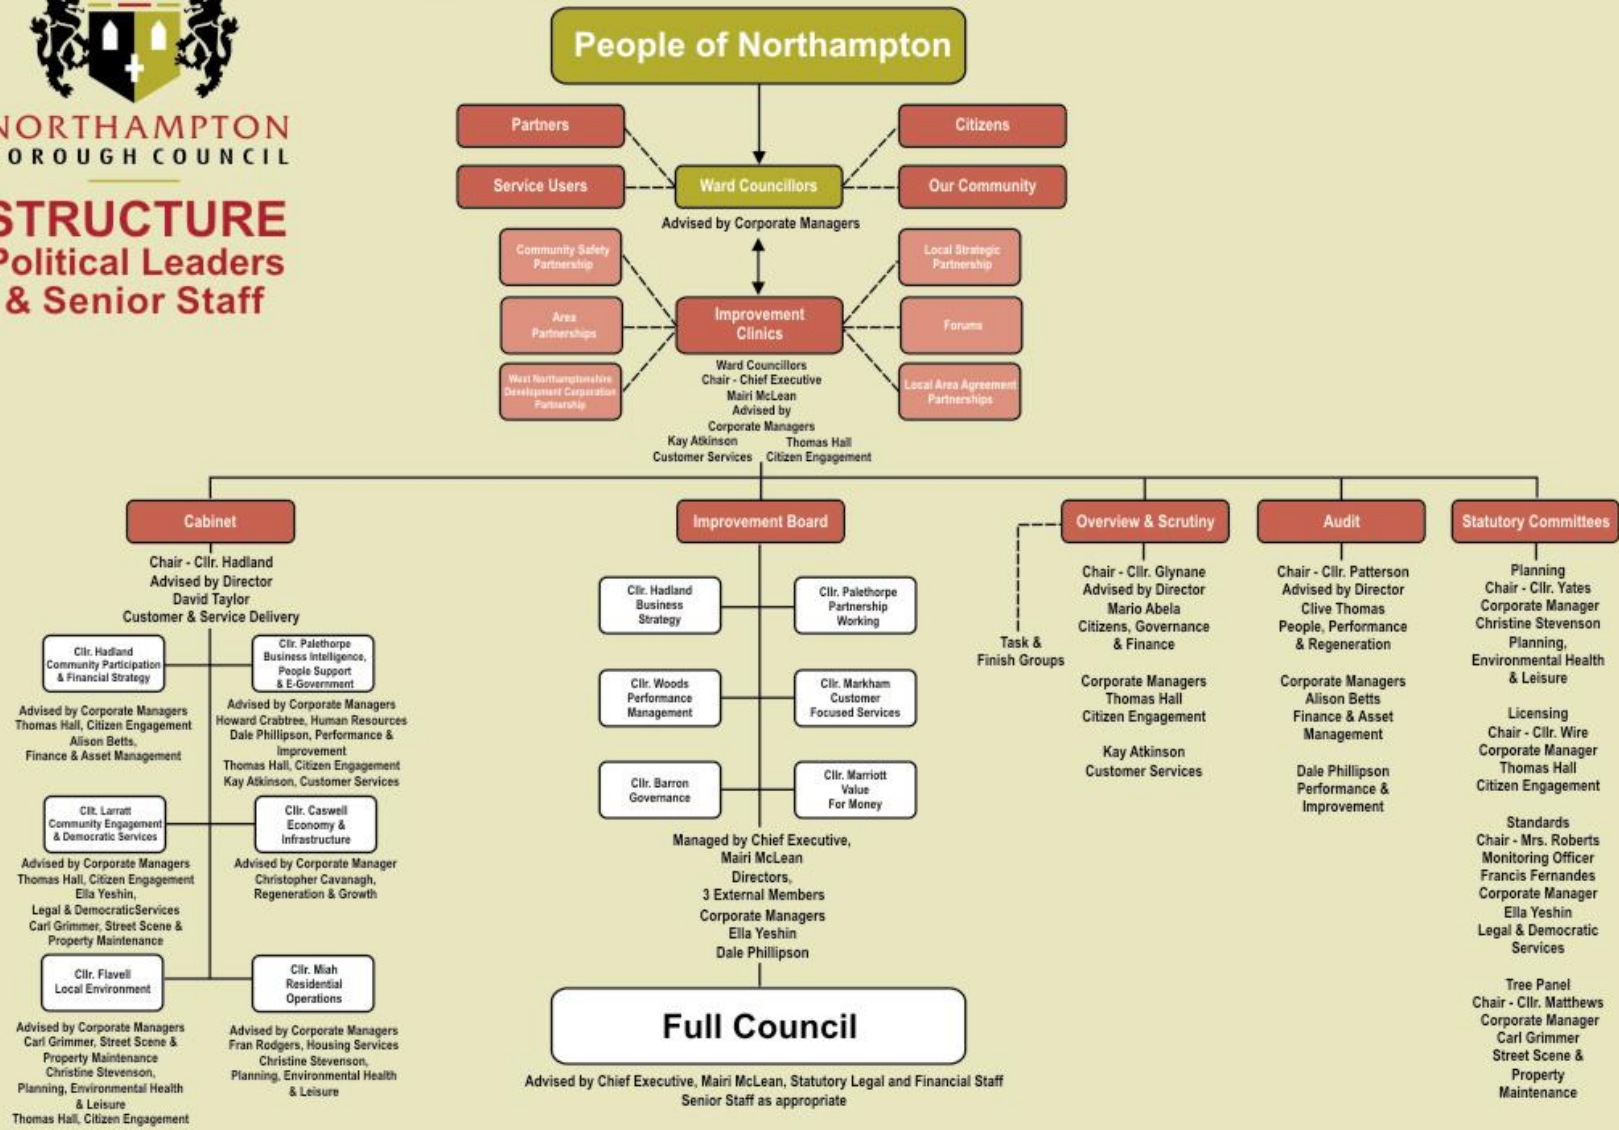 NORTHAMPTON
BOROUGH COUNCIL
STRUCTURE
Political Leaders
& Senior Staff
People of Northampton
Partners
Citizens
Service Users
Ward Councillors
Our Community
Advised by Corporate Managers
Community Safety
Partnership
Local Strategic
Partnership
Area
Partnerships
Improvement
Clinics
Forums
West Northamptonshire
Development Corporation
Partnership
Local Area Agreement
Partnerships
Ward Councillors
Chair - Chief Executive
Mairi McLean
Advised by
Corporate Managers
Kay Atkinson
Customer Services
Thomas Hall
Citizen Engagement
Cabinet
Chair - Cllr. Hadland
Advised by Director
David Taylor
Customer & Service Delivery
Cllr. Hadland
Community Participation
& Financial Strategy
Advised by Corporate Managers
Thomas Hall, Citizen Engagement
Alison Betts,
Finance & Asset Management
Cllr. Palethorpe
Business Intelligence,
People Support
& E-Government
Advised by Corporate Managers
Howard Crabtree, Human Resources
Dale Phillipson, Performance &
Improvement
Thomas Hall, Citizen Engagement
Kay Atkinson, Customer Services
Cllt. Larratt
Community Engagement
& Democratic Services
Advised by Corporate Managers
Thomas Hall, Citizen Engagement
Ella Yeshin,
Legal & DemocraticServices
Carl Grimmer, Street Scene &
Property Maintenance
Cllr. Caswell
Economy &
Infrastructure
Advised by Corporate Manager
Christopher Cavanagh,
Regeneration & Growth
Cllr. Flavell
Local Environment
Advised by Corporate Managers
Carl Grimmer, Street Scene &
Property Maintenance
Christine Stevenson,
Planning, Environmental Health
& Leisure
Thomas Hall, Citizen Engagement
Cllr. Miah
Residential
Operations
Advised by Corporate Managers
Fran Rodgers, Housing Services
Christine Stevenson,
Planning, Environmental Health
& Leisure
Improvement Board
Cllr. Hadland
Business
Strategy
Cllr. Palethorpe
Partnership
Working
Cllr. Woods
Performance
Management
Cllr. Markham
Customer
Focused Services
Cllr. Barron
Governance
Cllr. Marriott
Value
For Money
Managed by Chief Executive,
Mairi McLean
Directors,
3 External Members
Corporate Managers
Ella Yeshin
Dale Phillipson
Full Council
Advised by Chief Executive, Mairi McLean, Statutory Legal and Financial Staff
Senior Staff as appropriate
Overview & Scrutiny
Task &
Finish Groups
Chair - Cllr. Glynane
Advised by Director
Mario Abela
Citizens, Governance
& Finance
Corporate Managers
Thomas Hall
Citizen Engagement
Kay Atkinson
Customer Services
Audit
Chair - Cllr. Patterson
Advised by Director
Clive Thomas
People, Performance
& Regeneration
Corporate Managers
Alison Betts
Finance & Asset
Management
Dale Phillipson
Performance &
Improvement
Statutory Committees
Planning
Chair - Cllr. Yates
Corporate Manager
Christine Stevenson
Planning,
Environmental Health
& Leisure
Licensing
Chair - Cllr. Wire
Corporate Manager
Thomas Hall
Citizen Engagement
Standards
Chair - Mrs. Roberts
Monitoring Officer
Francis Fernandes
Corporate Manager
Ella Yeshin
Legal & Democratic
Services
Tree Panel
Chair - Cllr. Matthews
Corporate Manager
Carl Grimmer
Street Scene &
Property
Maintenance